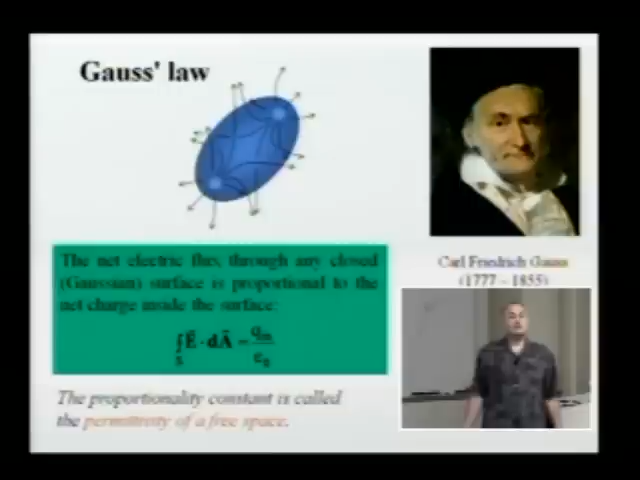 Gauss' law
The net electric flux through any closed
(Gaussian) surface is proportional to the
net charge inside the surface:
∮ E⃗ · dA⃗ = q_in / ε₀
S
Carl Friedrich Gauss
(1777 – 1855)
The proportionality constant is called
the permittivity of a free space.